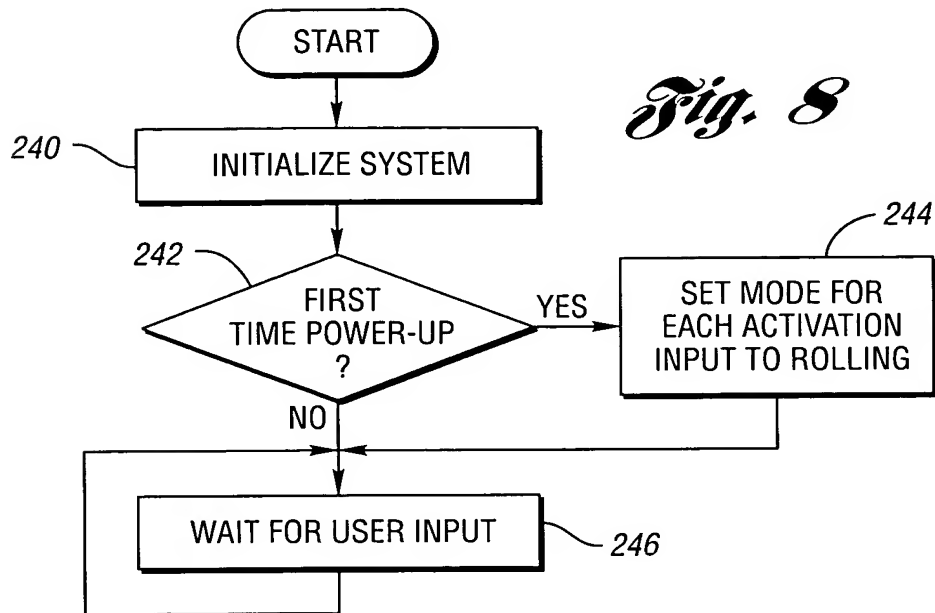 START
Fig. 8
240
INITIALIZE SYSTEM
242
FIRST
TIME POWER-UP
?
YES
244
SET MODE FOR
EACH ACTIVATION
INPUT TO ROLLING
NO
WAIT FOR USER INPUT
246